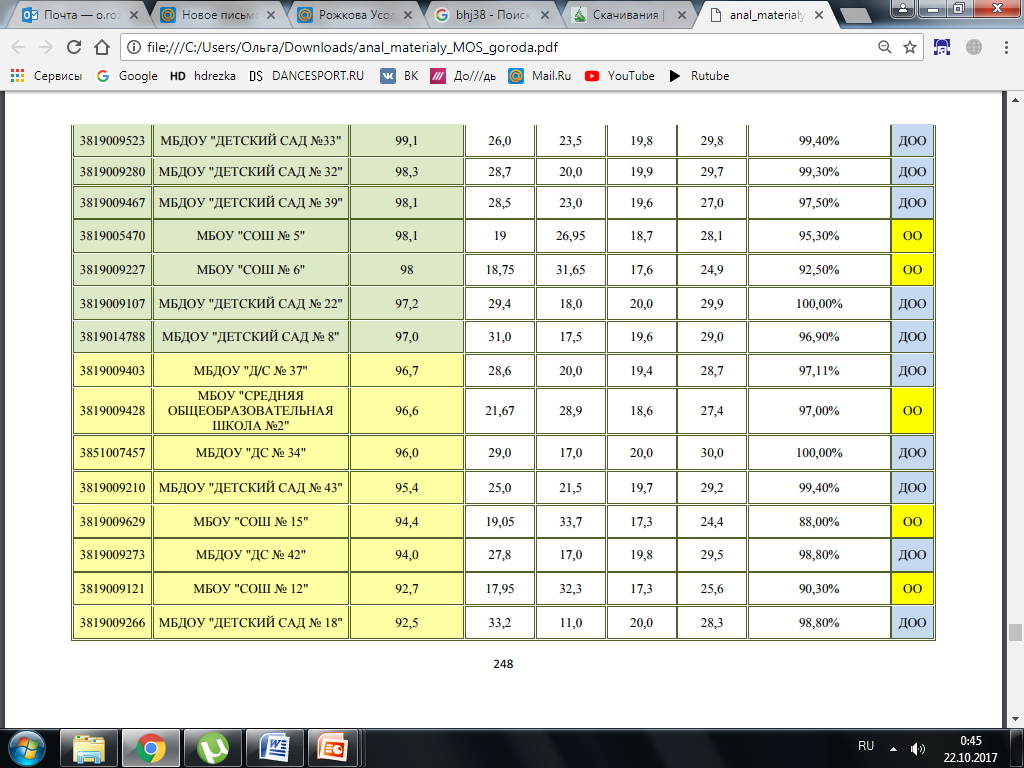 Почта — o.roz
Новое письмо
Рожкова Усол
bhj38 - Поиск
Скачивания |
anal_materialy
file:///C:/Users/Ольга/Downloads/anal_materialy_MOS_goroda.pdf
Сервисы Google HD hdrezka DS DANCESPORT.RU ВК До///дь Mail.Ru YouTube Rutube
3819009523 МБДОУ "ДЕТСКИЙ САД №33" 99,1 26,0 23,5 19,8 29,8 99,40% ДОО
3819009280 МБДОУ "ДЕТСКИЙ САД № 32" 98,3 28,7 20,0 19,9 29,7 99,30% ДОО
3819009467 МБДОУ "ДЕТСКИЙ САД № 39" 98,1 28,5 23,0 19,6 27,0 97,50% ДОО
3819005470 МБОУ "СОШ № 5" 98,1 19 26,95 18,7 28,1 95,30% ОО
3819009227 МБОУ "СОШ № 6" 98 18,75 31,65 17,6 24,9 92,50% ОО
3819009107 МБДОУ "ДЕТСКИЙ САД № 22" 97,2 29,4 18,0 20,0 29,9 100,00% ДОО
3819014788 МБДОУ "ДЕТСКИЙ САД № 8" 97,0 31,0 17,5 19,6 29,0 96,90% ДОО
3819009403 МБДОУ "Д/С № 37" 96,7 28,6 20,0 19,4 28,7 97,11% ДОО
МБОУ "СРЕДНЯЯ
3819009428 ОБЩЕОБРАЗОВАТЕЛЬНАЯ 96,6 21,67 28,9 18,6 27,4 97,00% ОО
ШКОЛА №2"
3851007457 МБДОУ "ДС № 34" 96,0 29,0 17,0 20,0 30,0 100,00% ДОО
3819009210 МБДОУ "ДЕТСКИЙ САД № 43" 95,4 25,0 21,5 19,7 29,2 99,40% ДОО
3819009629 МБОУ "СОШ № 15" 94,4 19,05 33,7 17,3 24,4 88,00% ОО
3819009273 МБДОУ "ДС № 42" 94,0 27,8 17,0 19,8 29,5 98,80% ДОО
3819009121 МБОУ "СОШ № 12" 92,7 17,95 32,3 17,3 25,6 90,30% ОО
3819009266 МБДОУ "ДЕТСКИЙ САД № 18" 92,5 33,2 11,0 20,0 28,3 98,80% ДОО
248
RU
0:45
22.10.2017